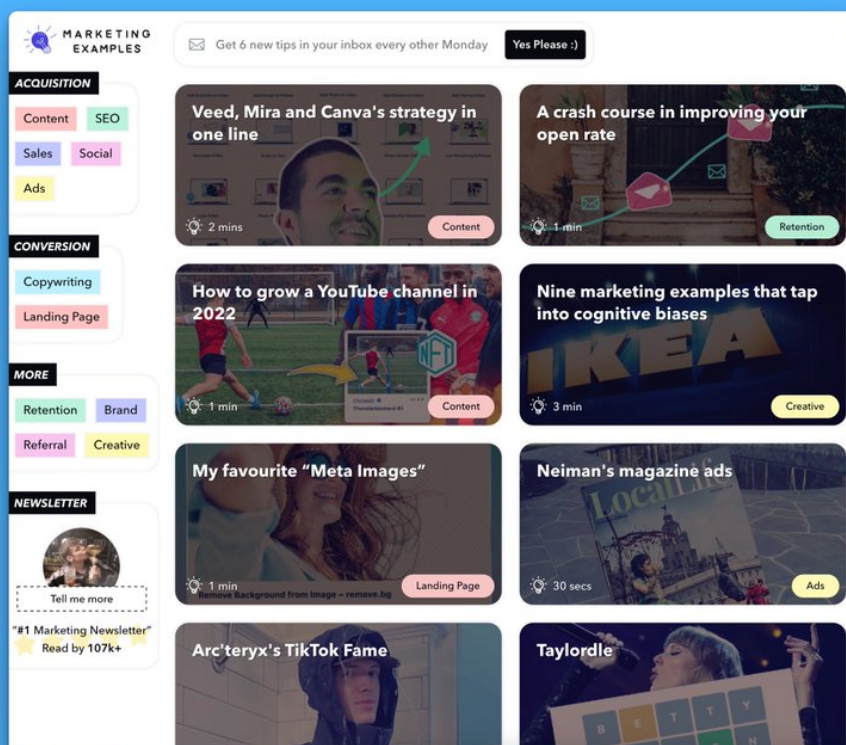 MARKETING
EXAMPLES
Get 6 new tips in your inbox every other Monday
Yes Please :)
ACQUISITION
Content
SEO
Sales
Social
Ads
CONVERSION
Copywriting
Landing Page
MORE
Retention
Brand
Referral
Creative
NEWSLETTER
Tell me more
"#1 Marketing Newsletter"
Read by 107k+
Veed, Mira and Canva's strategy in
one line
2 mins
Content
A crash course in improving your
open rate
1 min
Retention
How to grow a YouTube channel in
2022
NFT
1 min
Content
Nine marketing examples that tap
into cognitive biases
IKEA
3 min
Creative
My favourite “Meta Images”
1 min
Landing Page
Remove Background from Image – remove.bg
Neiman's magazine ads
LocalLife
30 secs
Ads
Arc'teryx's TikTok Fame
Taylordle
B E T T Y
N